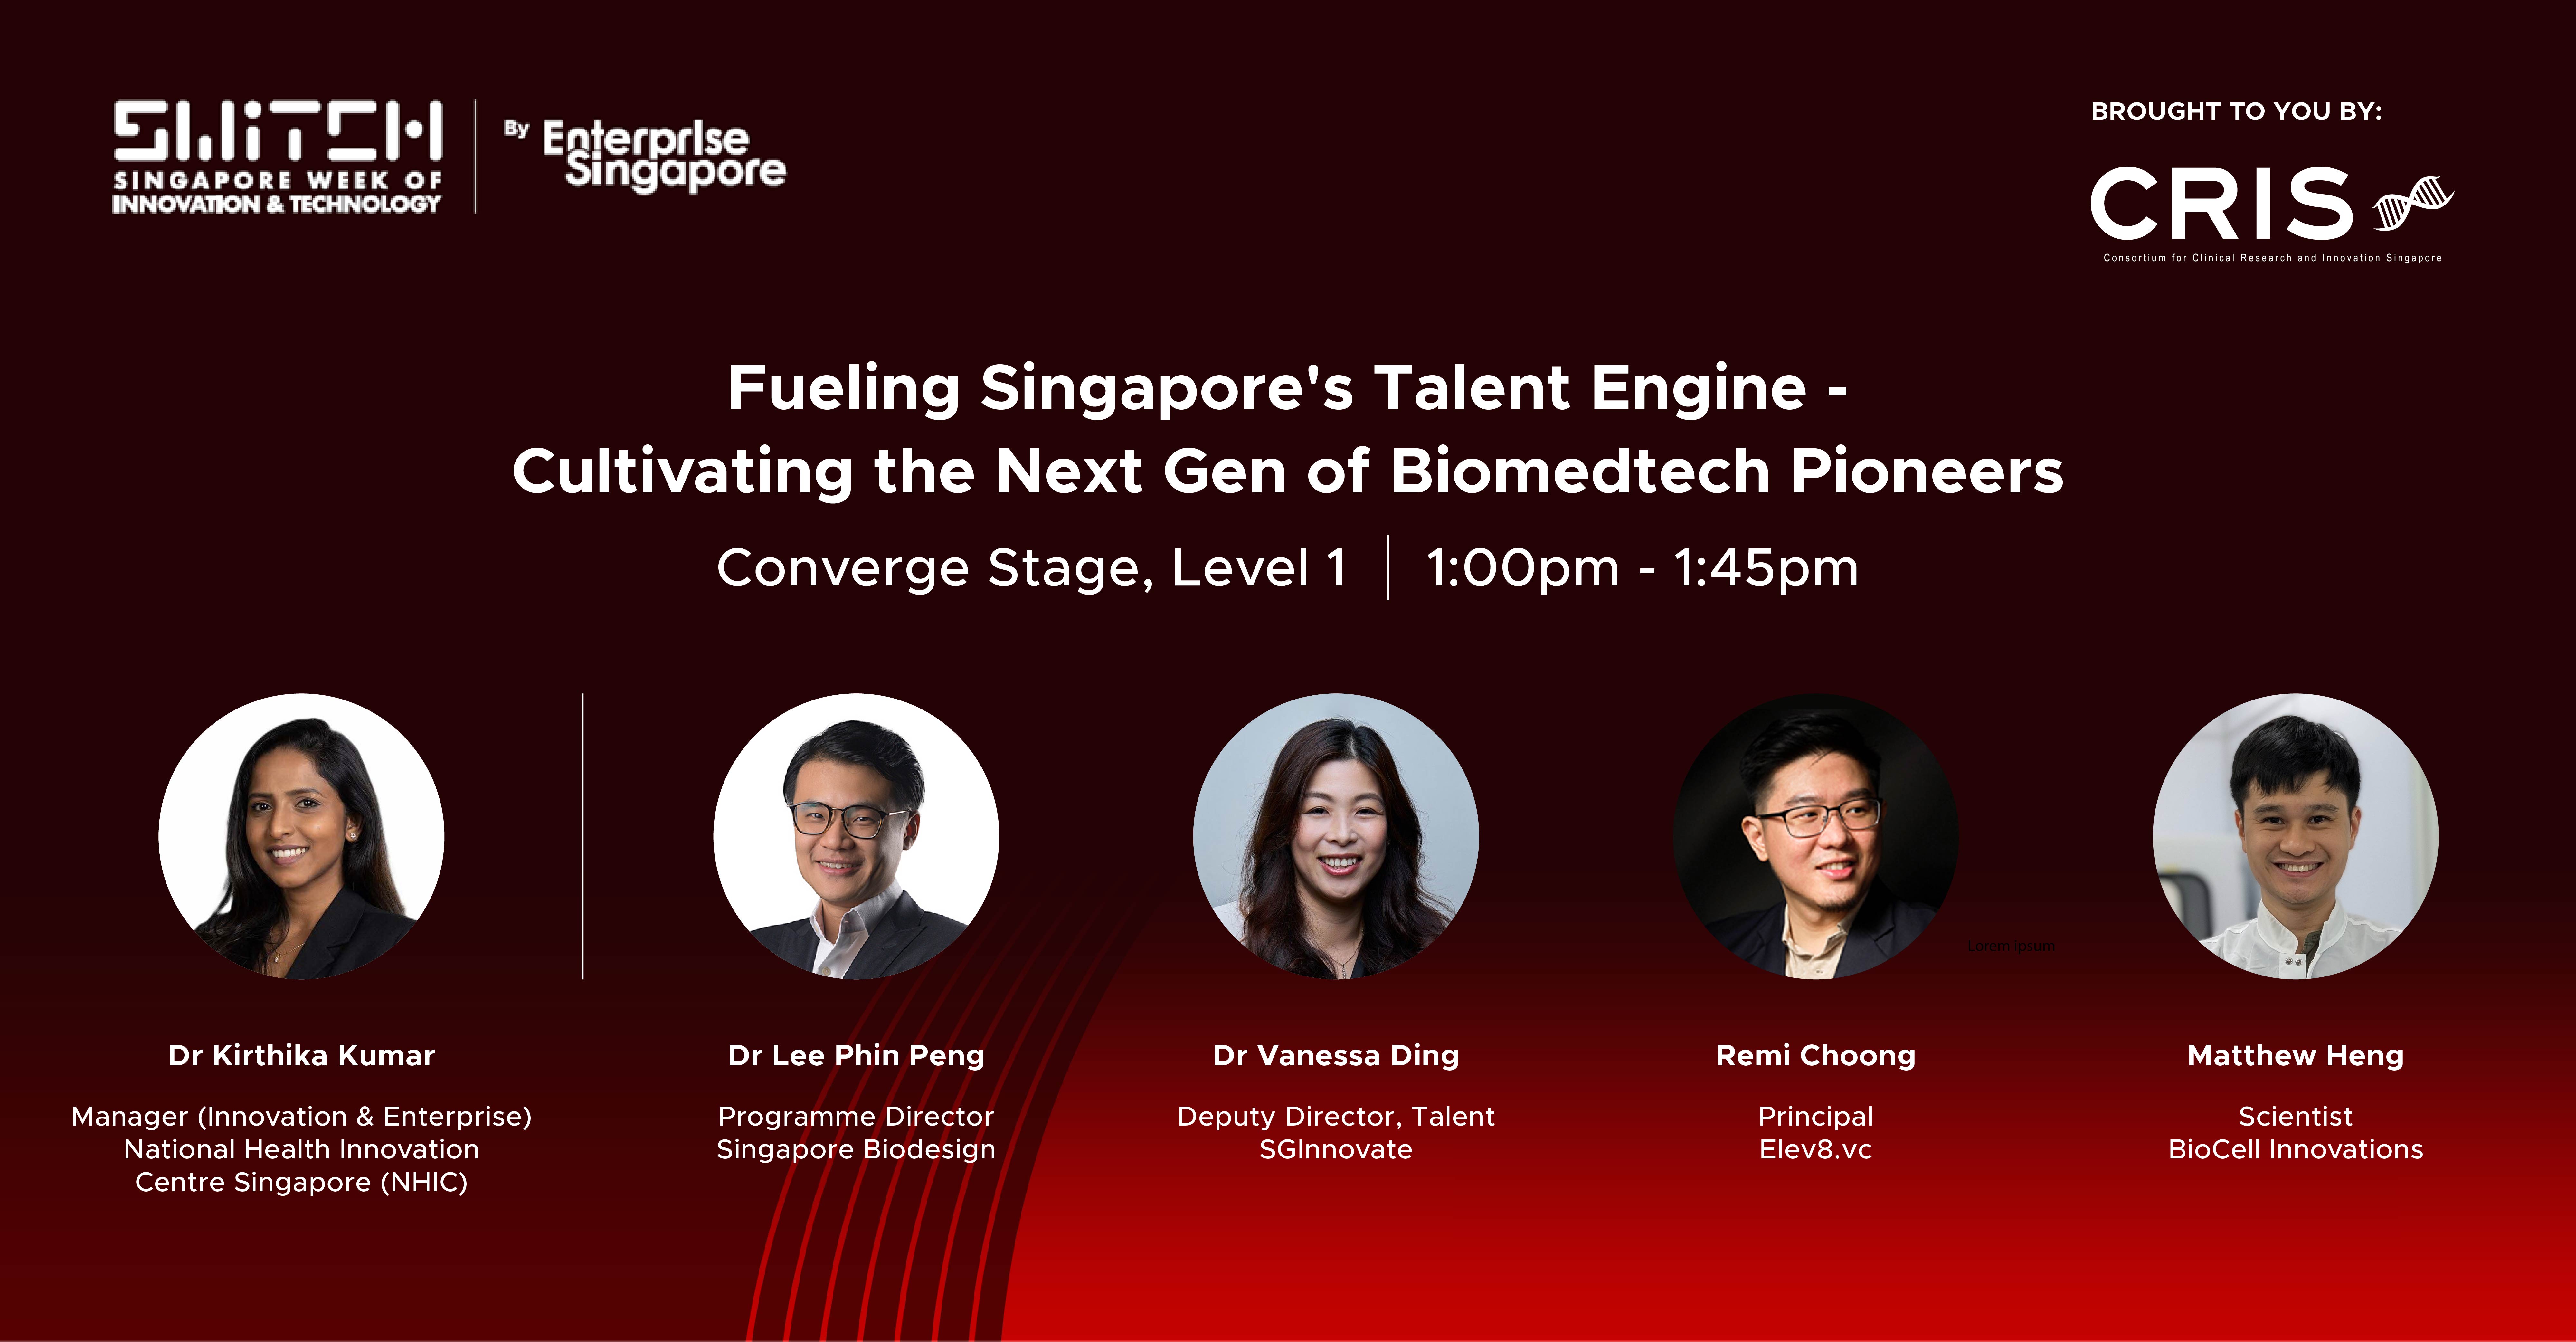 SWITCH
SINGAPORE WEEK OF
INNOVATION & TECHNOLOGY
By Enterprise
Singapore
BROUGHT TO YOU BY:
CRIS
Consortium for Clinical Research and Innovation Singapore
Fueling Singapore's Talent Engine -
Cultivating the Next Gen of Biomedtech Pioneers
Converge Stage, Level 1 | 1:00pm - 1:45pm
Lorem ipsum
Dr Kirthika Kumar
Manager (Innovation & Enterprise)
National Health Innovation
Centre Singapore (NHIC)
Dr Lee Phin Peng
Programme Director
Singapore Biodesign
Dr Vanessa Ding
Deputy Director, Talent
SGInnovate
Remi Choong
Principal
Elev8.vc
Matthew Heng
Scientist
BioCell Innovations